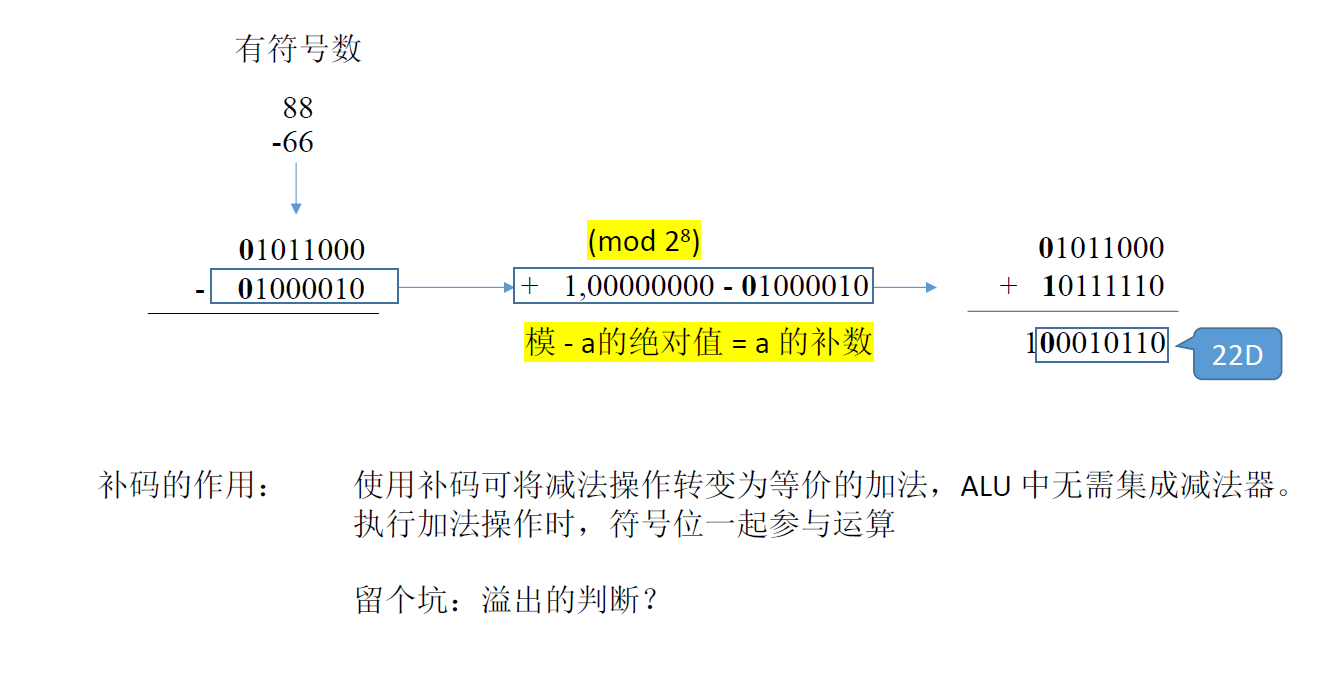 有符号数
88
-66
(mod 2⁸)
01011000
- 01000010
+ 1,00000000 - 01000010
01011000
+ 10111110
模 - a的绝对值 = a 的补数
100010110
22D
补码的作用： 使用补码可将减法操作转变为等价的加法，ALU 中无需集成减法器。
执行加法操作时，符号位一起参与运算
留个坑：溢出的判断？